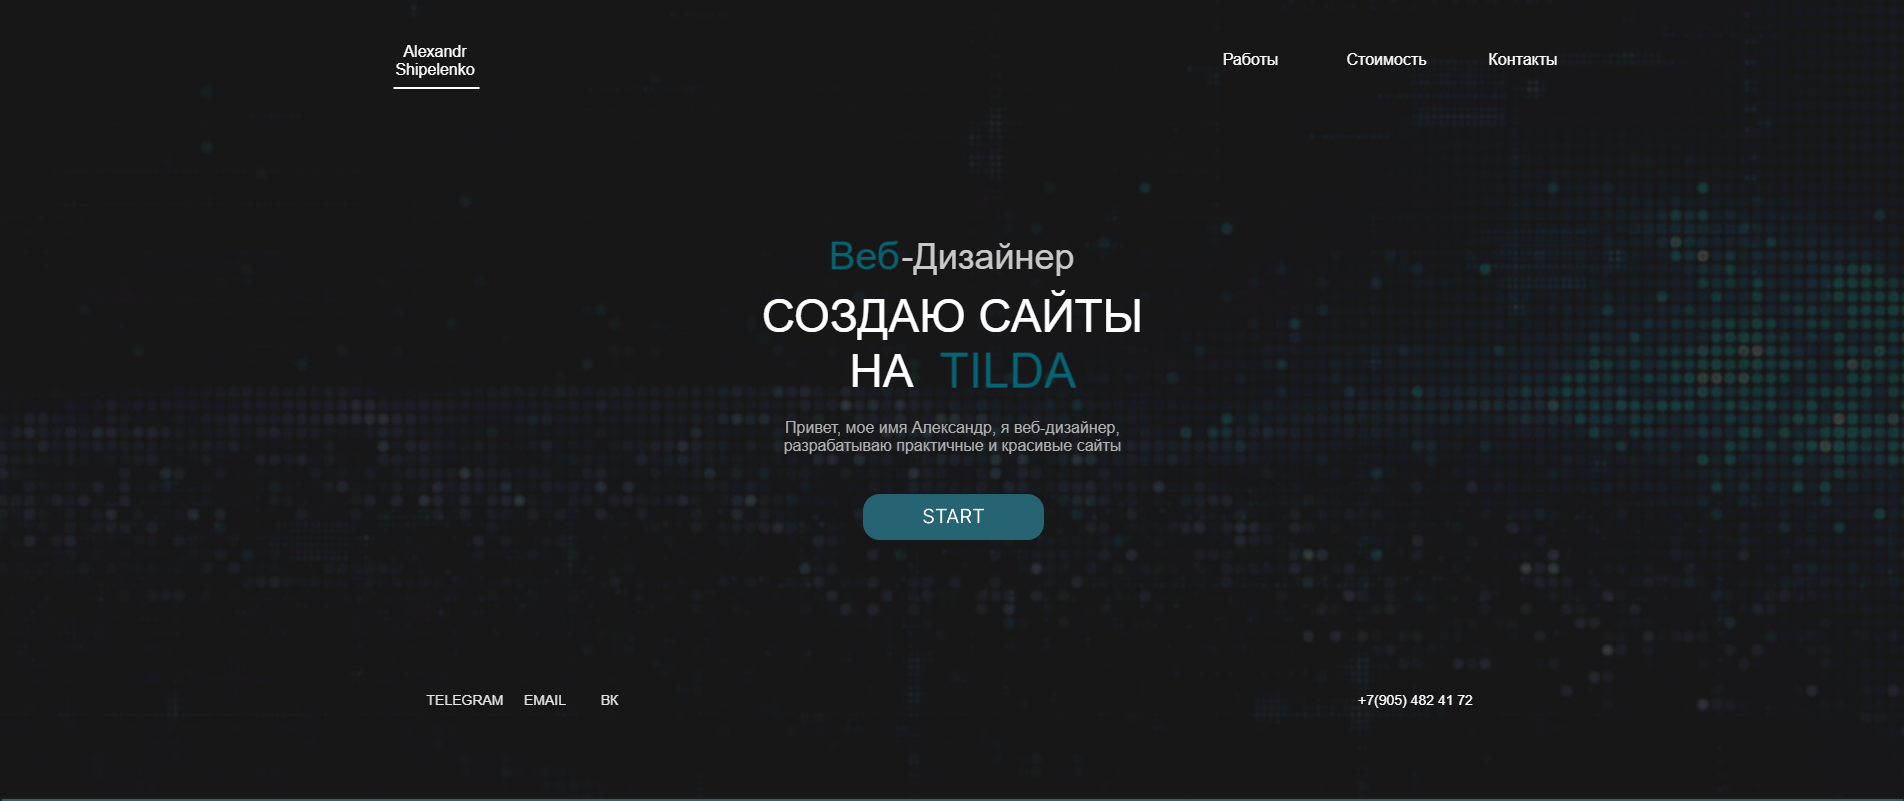 Alexandr
Shipelenko
Работы Стоимость Контакты
Веб-Дизайнер
СОЗДАЮ САЙТЫ
НА TILDA
Привет, мое имя Александр, я веб-дизайнер,
разрабатываю практичные и красивые сайты
START
TELEGRAM EMAIL ВК +7(905) 482 41 72